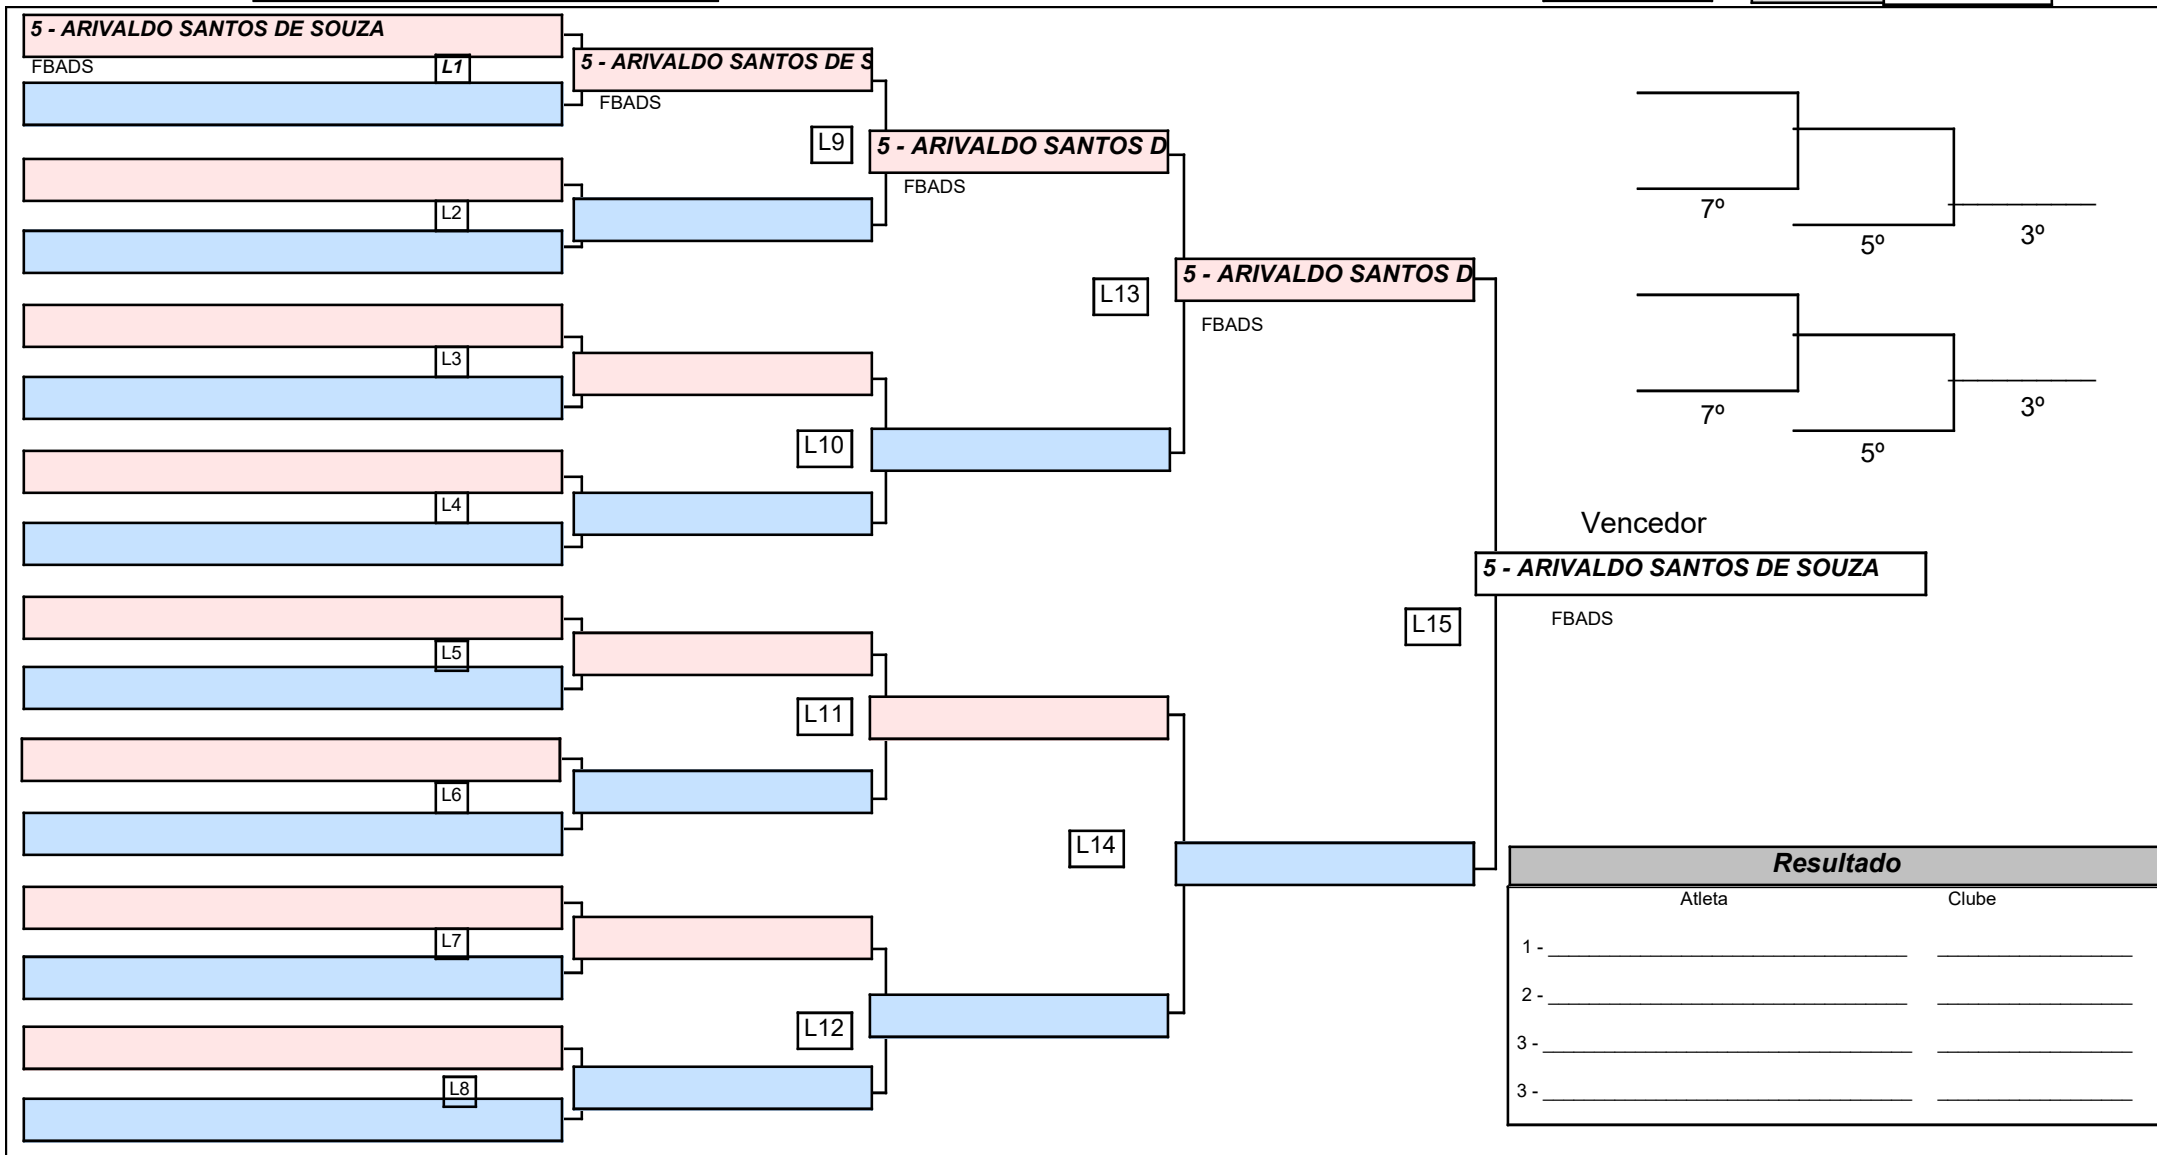 5 - ARIVALDO SANTOS DE SOUZA
FBADS
L1
5 - ARIVALDO SANTOS DE S
FBADS
L9
5 - ARIVALDO SANTOS D
FBADS
L2
7º
5º
3º
L13
5 - ARIVALDO SANTOS D
FBADS
L3
7º
5º
3º
L10
L4
Vencedor
5 - ARIVALDO SANTOS DE SOUZA
FBADS
L15
L5
L11
L6
L14
Resultado
Atleta Clube
1 - 
2 - 
3 - 
3 - 
L7
L12
L8